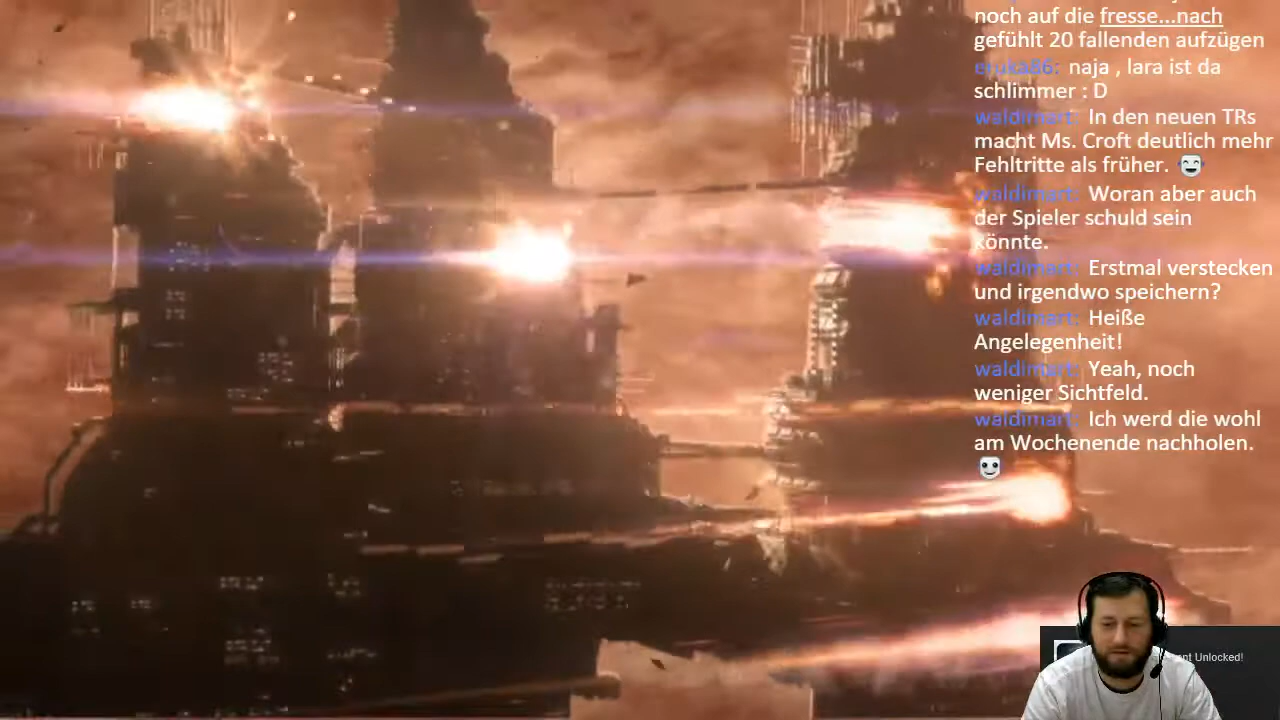 noch auf die fresse...nach
gefühlt 20 fallenden aufzügen
eruka86: naja , lara ist da
schlimmer : D
waldimart: In den neuen TRs
macht Ms. Croft deutlich mehr
Fehltritte als früher.
waldimart: Woran aber auch
der Spieler schuld sein
könnte.
waldimart: Erstmal verstecken
und irgendwo speichern?
waldimart: Heiße
Angelegenheit!
waldimart: Yeah, noch
weniger Sichtfeld.
waldimart: Ich werd die wohl
am Wochenende nachholen.
Unlocked!